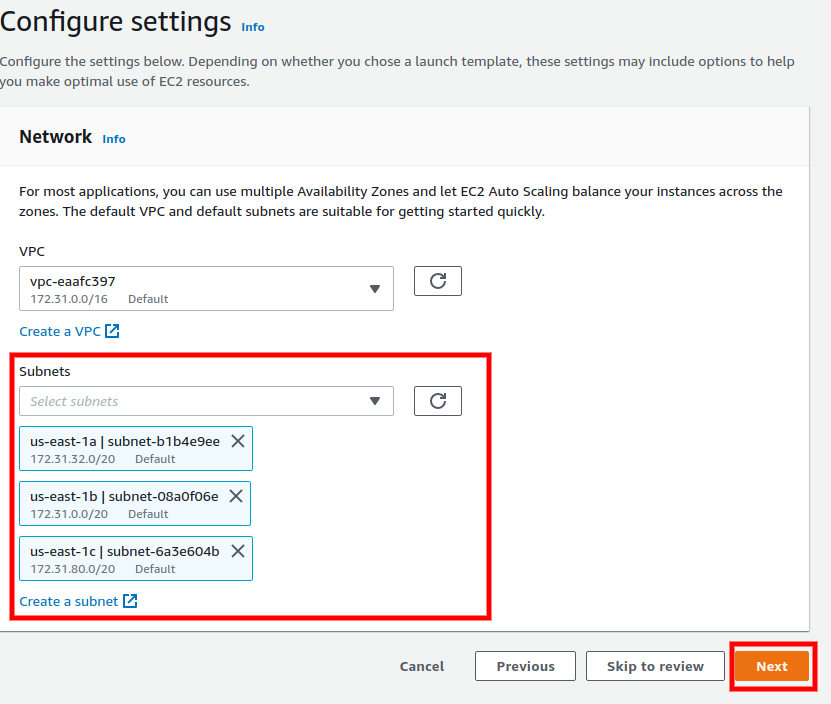 Configure settings Info
Configure the settings below. Depending on whether you chose a launch template, these settings may include options to help
you make optimal use of EC2 resources.
Network Info
For most applications, you can use multiple Availability Zones and let EC2 Auto Scaling balance your instances across the
zones. The default VPC and default subnets are suitable for getting started quickly.
VPC
vpc-eaafc397
172.31.0.0/16 Default
Create a VPC
Subnets
Select subnets
us-east-1a | subnet-b1b4e9ee
172.31.32.0/20 Default
us-east-1b | subnet-08a0f06e
172.31.0.0/20 Default
us-east-1c | subnet-6a3e604b
172.31.80.0/20 Default
Create a subnet
Cancel Previous Skip to review Next